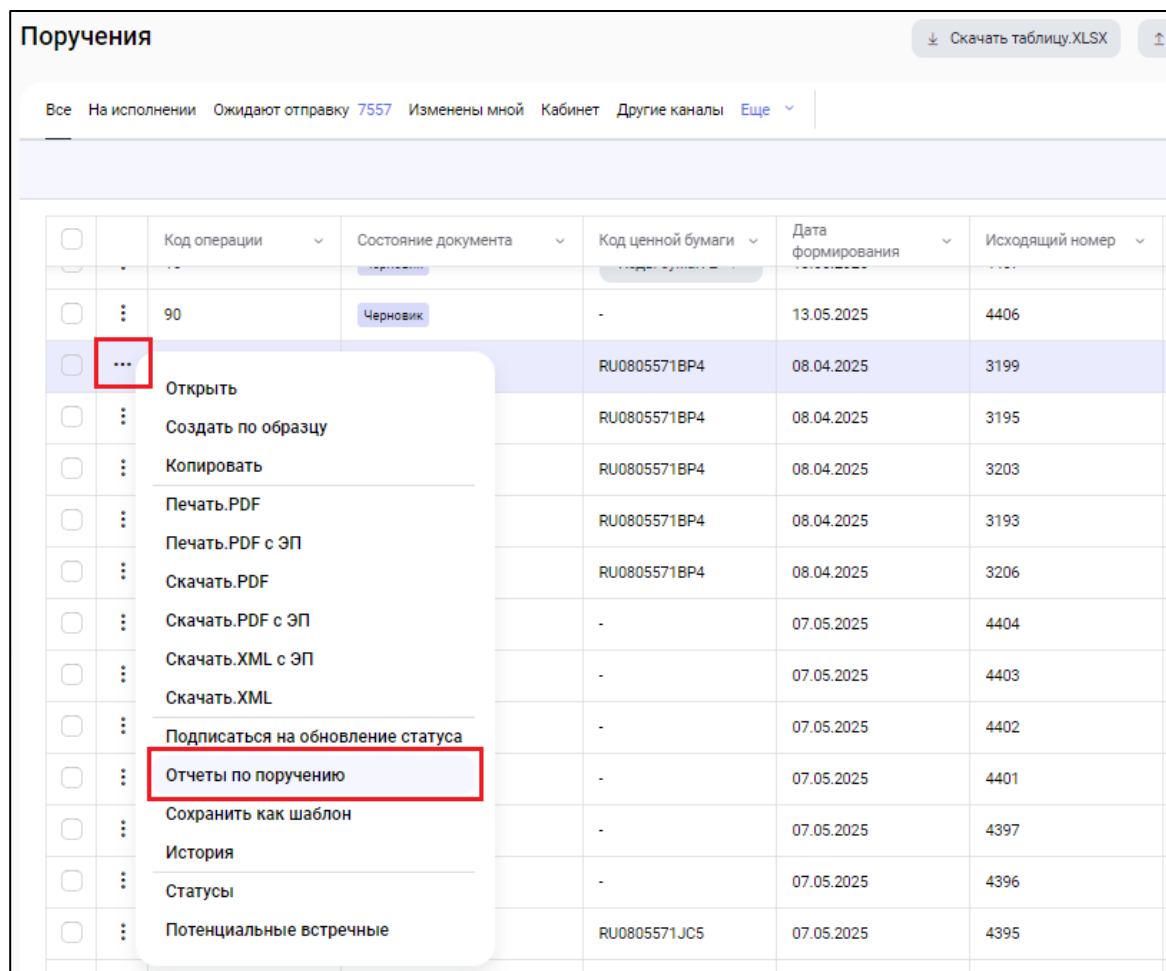 Поручения
Скачать таблицу.XLSX
Все На исполнении Ожидают отправку 7557 Изменены мной Кабинет Другие каналы Еще
Код операции Состояние документа Код ценной бумаги Дата формирования Исходящий номер
90 Черновик - 13.05.2025 4406
RU0805571BP4 08.04.2025 3199
Открыть
RU0805571BP4 08.04.2025 3195
Создать по образцу
Копировать
RU0805571BP4 08.04.2025 3203
Печать.PDF
RU0805571BP4 08.04.2025 3193
Печать.PDF с ЭП
Скачать.PDF
RU0805571BP4 08.04.2025 3206
Скачать.PDF с ЭП
- 07.05.2025 4404
Скачать.XML с ЭП
- 07.05.2025 4403
Скачать.XML
Подписаться на обновление статуса
- 07.05.2025 4402
Отчеты по поручению
- 07.05.2025 4401
Сохранить как шаблон
- 07.05.2025 4397
История
Статусы
- 07.05.2025 4396
Потенциальные встречные
RU0805571JC5 07.05.2025 4395